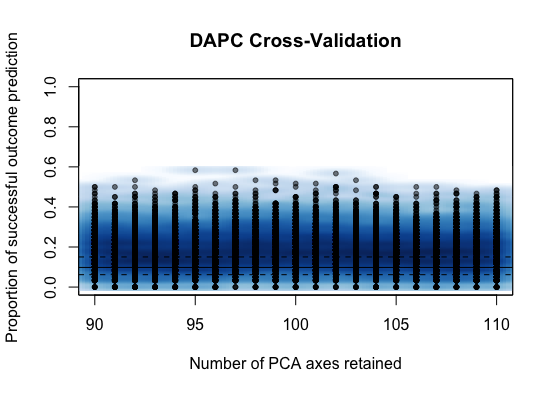 DAPC Cross-Validation
Proportion of successful outcome prediction
1.0
0.8
0.6
0.4
0.2
0.0
90 95 100 105 110
Number of PCA axes retained